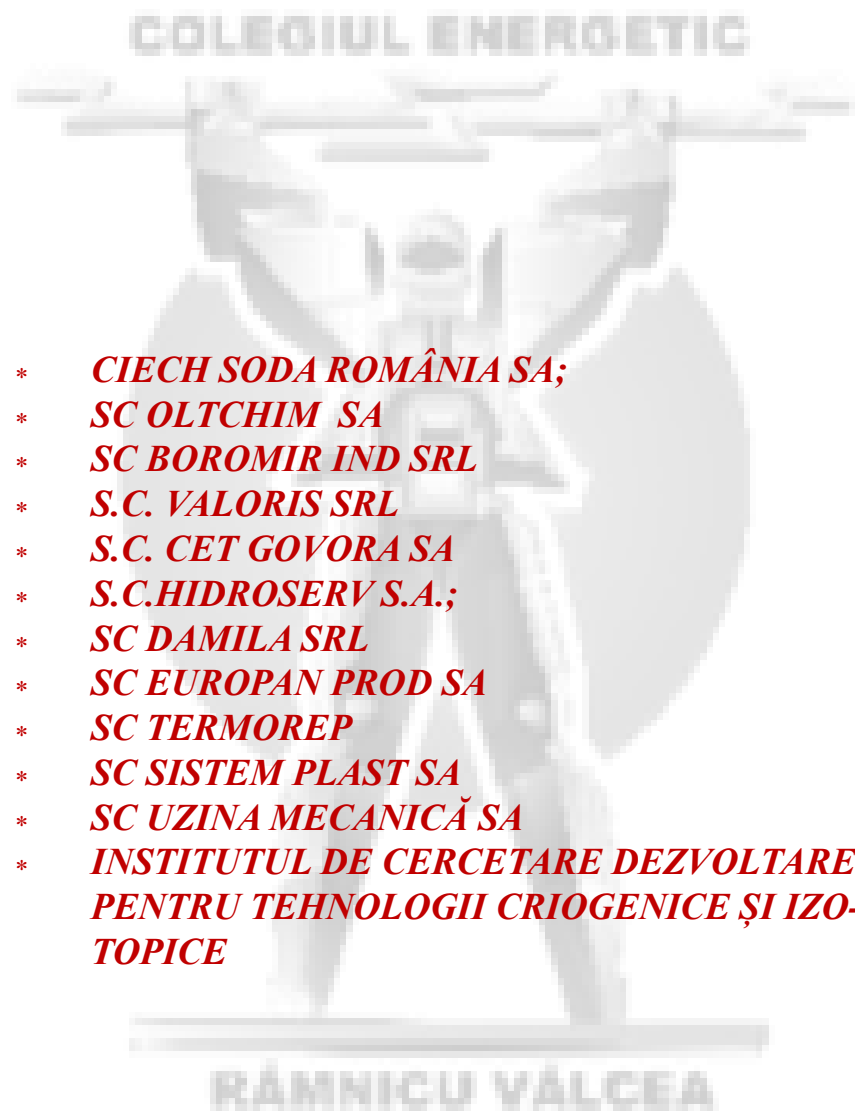 COLEGIUL ENERGETIC
* CIECH SODA ROMÂNIA SA;
* SC OLTCHIM SA
* SC BOROMIR IND SRL
* S.C. VALORIS SRL
* S.C. CET GOVORA SA
* S.C.HIDROSERV S.A.;
* SC DAMILA SRL
* SC EUROPAN PROD SA
* SC TERMOREP
* SC SISTEM PLAST SA
* SC UZINA MECANICĂ SA
* INSTITUTUL DE CERCETARE DEZVOLTARE
PENTRU TEHNOLOGII CRIOGENICE ȘI IZO-
TOPICE
RÂMNICU VÂLCEA